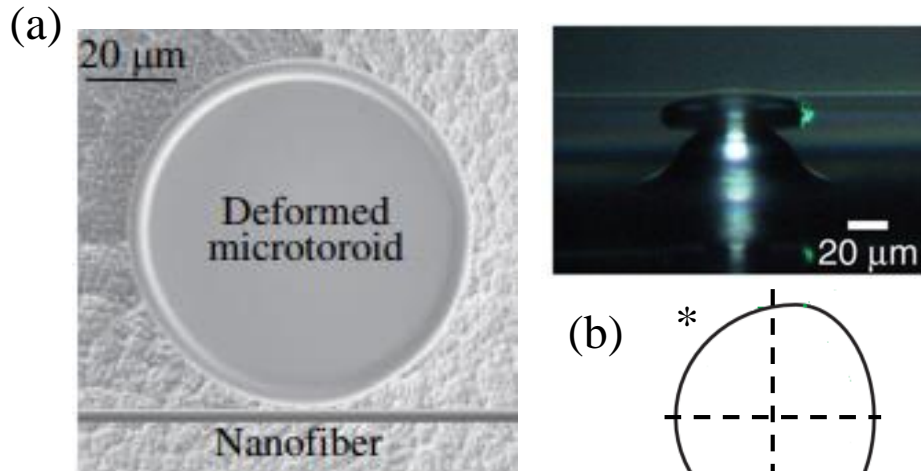 (a)
20 μm
Deformed
microtoroid
Nanofiber
20 μm
(b)
*